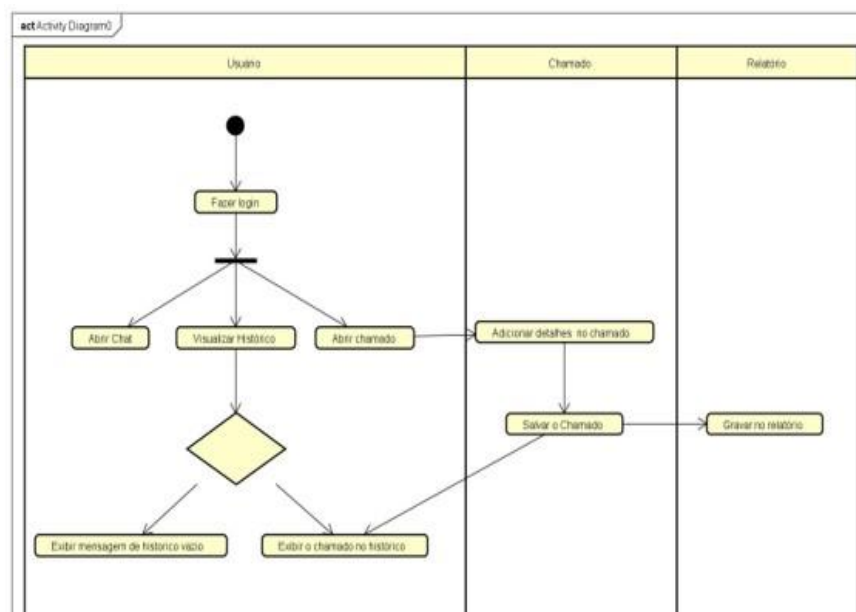 act Activity Diagram0
Usuário
Chamado
Relatório
Fazer login
Abrir Chat
Visualizar Histórico
Abrir chamado
Adicionar detalhes no chamado
Salvar o Chamado
Gravar no relatório
Exibir mensagem de historico vazio
Exibir o chamado no histórico